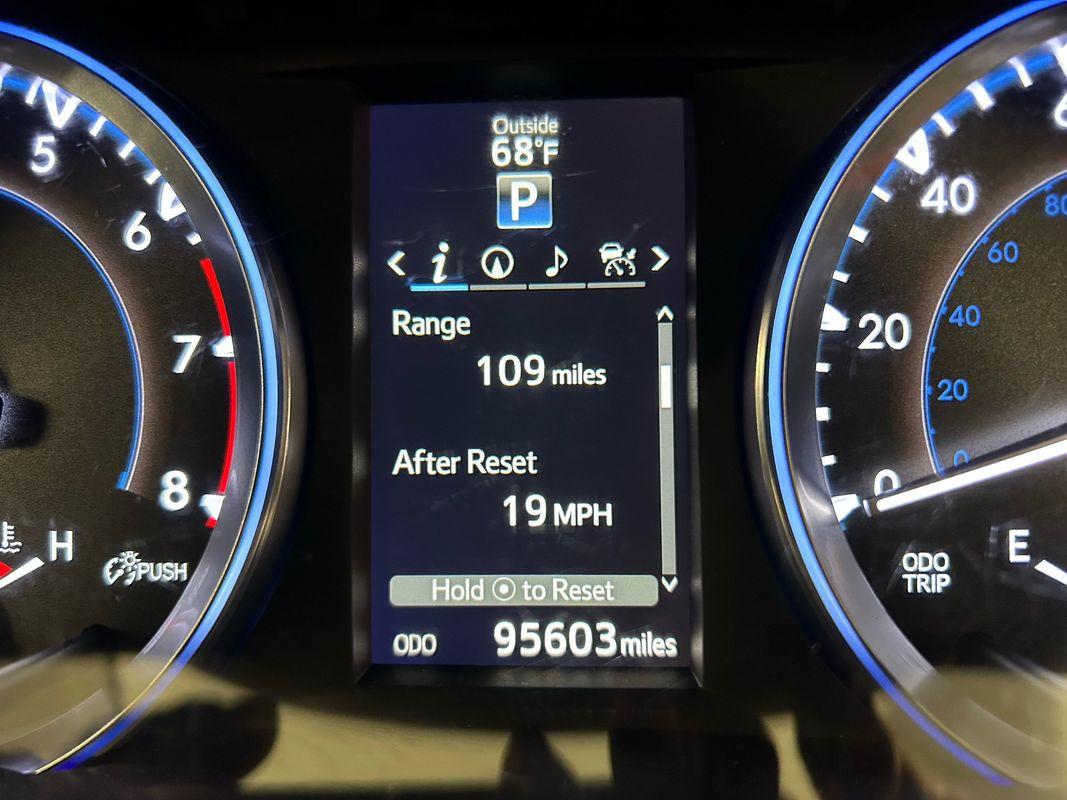 Outside
68°F
P
i
Range
109 miles
After Reset
19 MPH
Hold to Reset
ODO 95603 miles
5
6
7
8
H
PUSH
40
20
0
80
60
40
20
0
ODO
TRIP
E